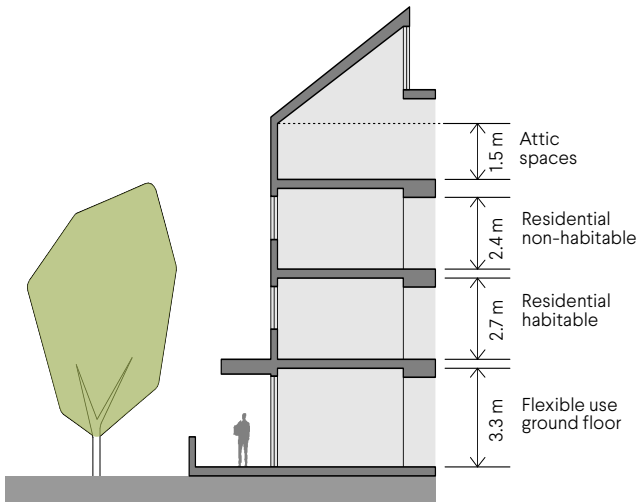 1.5 m
Attic
spaces
2.4 m
Residential
non-habitable
2.7 m
Residential
habitable
3.3 m
Flexible use
ground floor